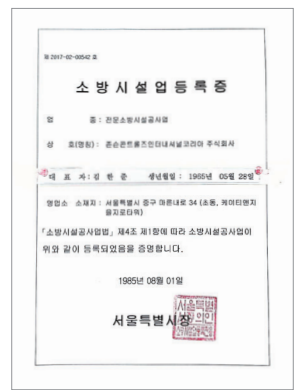 제 2017-02-00542 호
소방시설업등록증
업 종 : 전문소방시설공사업
상 호(명칭) : 존슨콘트롤즈인터내셔널코리아 주식회사
대 표 자 : 김 한 준 생년월일 : 1965년 05월 28일
영업소 소재지 : 서울특별시 중구 마른내로 34 (초동, 케이티앤지
을지로타워)
「소방시설공사업법」 제4조 제1항에 따라 소방시설공사업이
위와 같이 등록되었음을 증명합니다.
1985년 08월 01일
서울특별시장